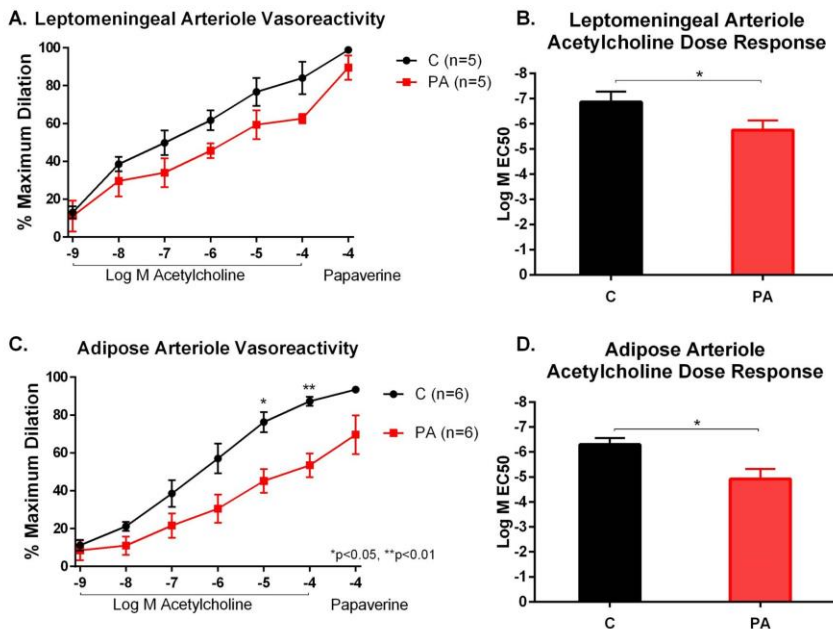 A. Leptomeningeal Arteriole Vasoreactivity
% Maximum Dilation
100
80
60
40
20
0
C (n=5)
PA (n=5)
-9 -8 -7 -6 -5 -4 -4
Log M Acetylcholine Papaverine
B. Leptomeningeal Arteriole
Acetylcholine Dose Response
Log M EC50
-8
-7
-6
-5
-4
-3
-2
-1
0
*
C PA
C. Adipose Arteriole Vasoreactivity
% Maximum Dilation
100
80
60
40
20
0
* **
C (n=6)
PA (n=6)
*p<0.05, **p<0.01
-9 -8 -7 -6 -5 -4 -4
Log M Acetylcholine Papaverine
D. Adipose Arteriole
Acetylcholine Dose Response
Log M EC50
-8
-7
-6
-5
-4
-3
-2
-1
0
*
C PA